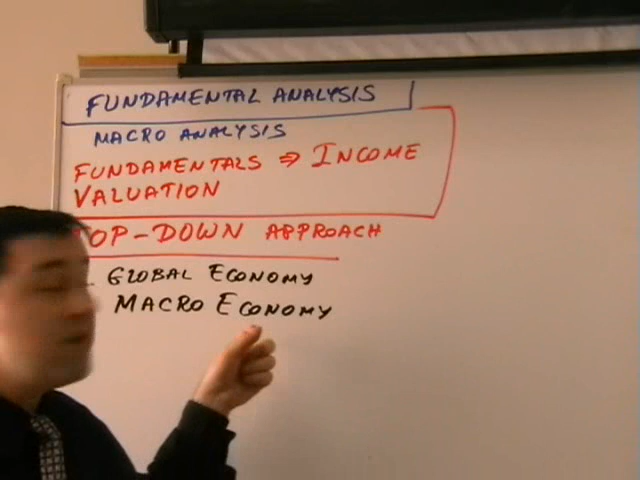 FUNDAMENTAL ANALYSIS
MACRO ANALYSIS
FUNDAMENTALS ⇒ INCOME
VALUATION
TOP-DOWN APPROACH
GLOBAL ECONOMY
MACRO ECONOMY